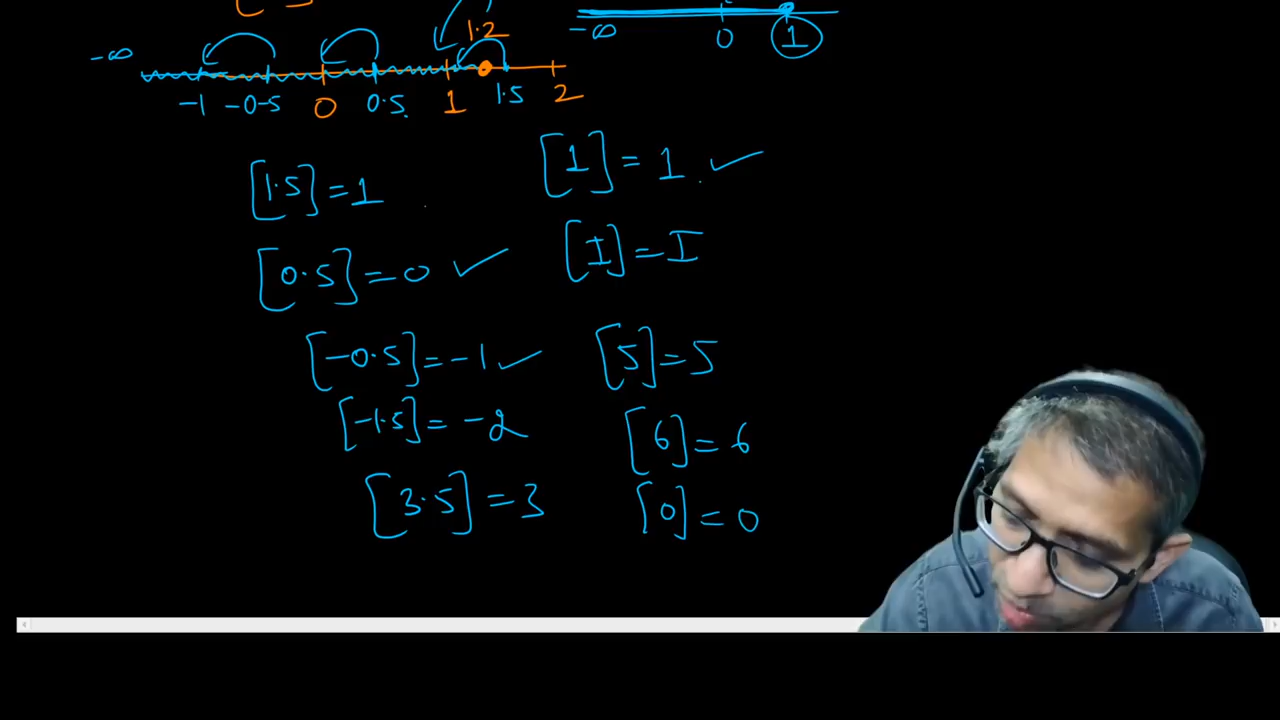 1.2
-∞ 0 1
-∞
-1 -0.5 0 0.5 1 1.5 2
[1.5] = 1
[1] = 1 ✓
[0.5] = 0 ✓
[I] = I
[-0.5] = -1 ✓
[5] = 5
[-1.5] = -2
[6] = 6
[3.5] = 3
[0] = 0